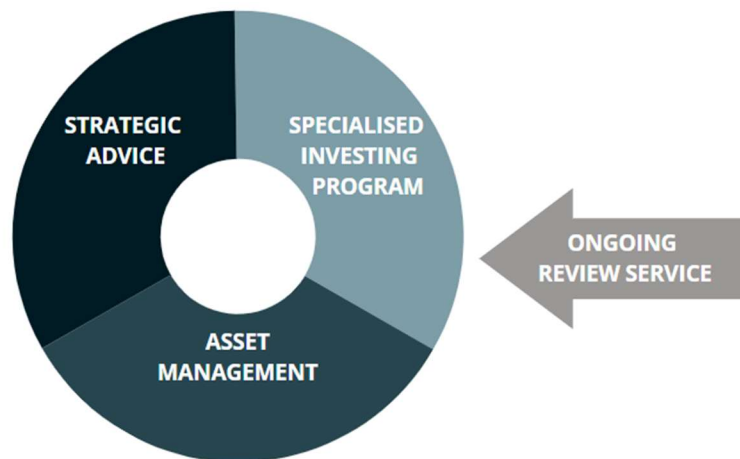 STRATEGIC
ADVICE
SPECIALISED
INVESTING
PROGRAM
ONGOING
REVIEW SERVICE
ASSET
MANAGEMENT